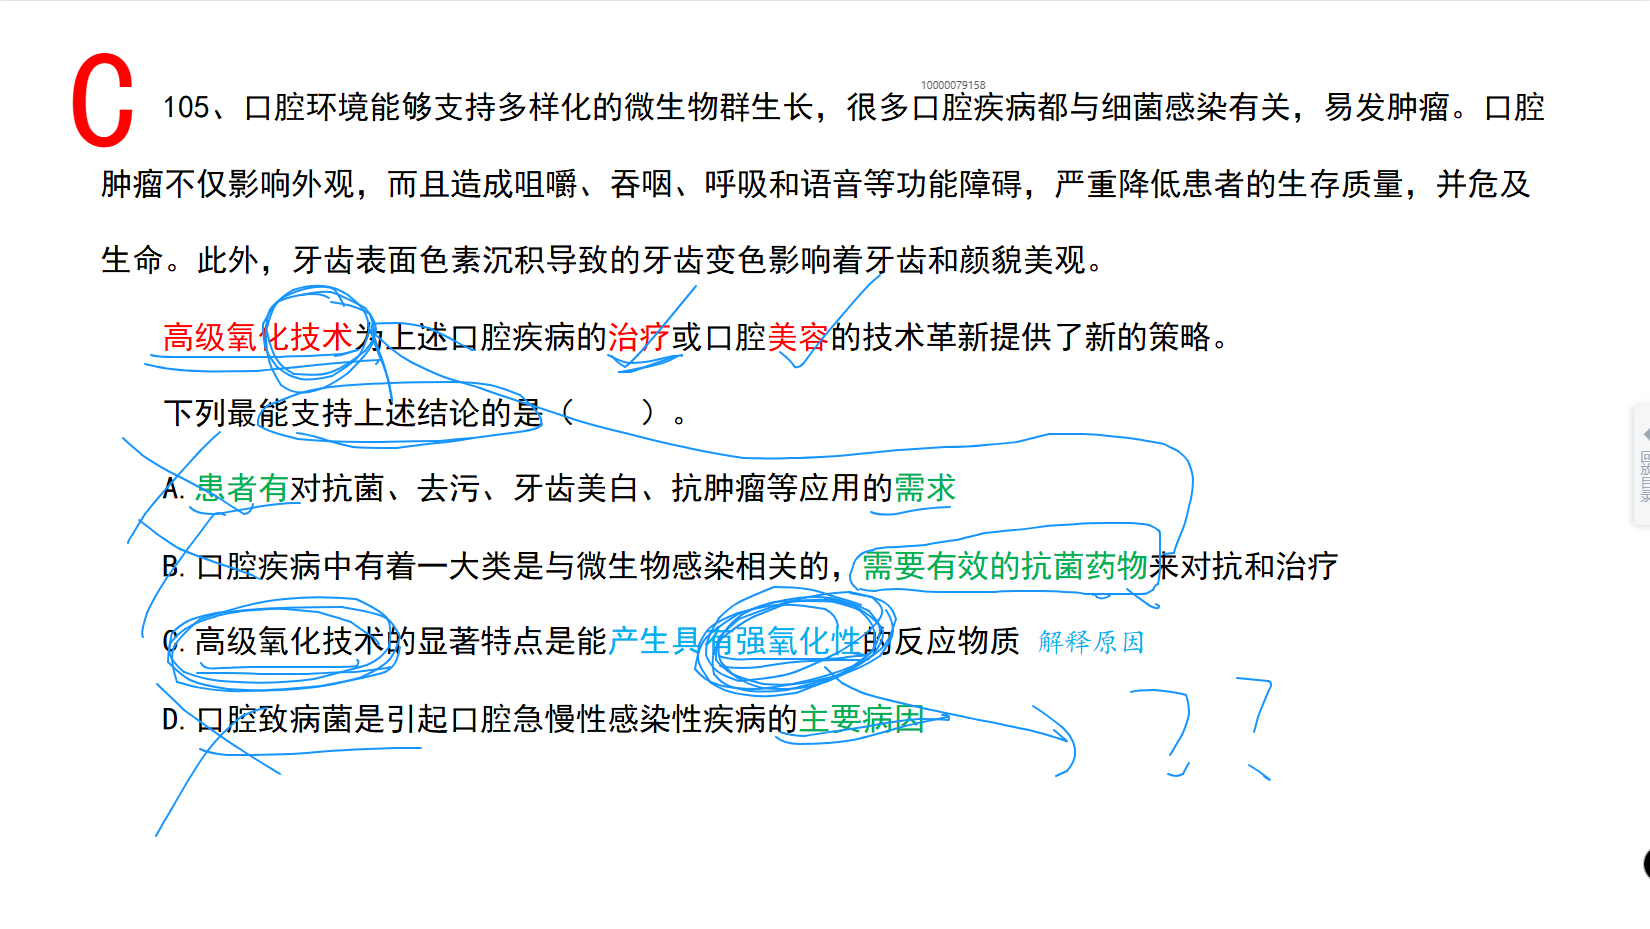 C
10000079158
105、口腔环境能够支持多样化的微生物群生长，很多口腔疾病都与细菌感染有关，易发肿瘤。口腔
肿瘤不仅影响外观，而且造成咀嚼、吞咽、呼吸和语音等功能障碍，严重降低患者的生存质量，并危及
生命。此外，牙齿表面色素沉积导致的牙齿变色影响着牙齿和颜貌美观。
高级氧化技术为上述口腔疾病的治疗或口腔美容的技术革新提供了新的策略。
下列最能支持上述结论的是（　　）。
A.患者有对抗菌、去污、牙齿美白、抗肿瘤等应用的需求
B.口腔疾病中有着一大类是与微生物感染相关的，需要有效的抗菌药物来对抗和治疗
C.高级氧化技术的显著特点是能产生具有强氧化性的反应物质 解释原因
D.口腔致病菌是引起口腔急慢性感染性疾病的主要病因
? ?
回放目录